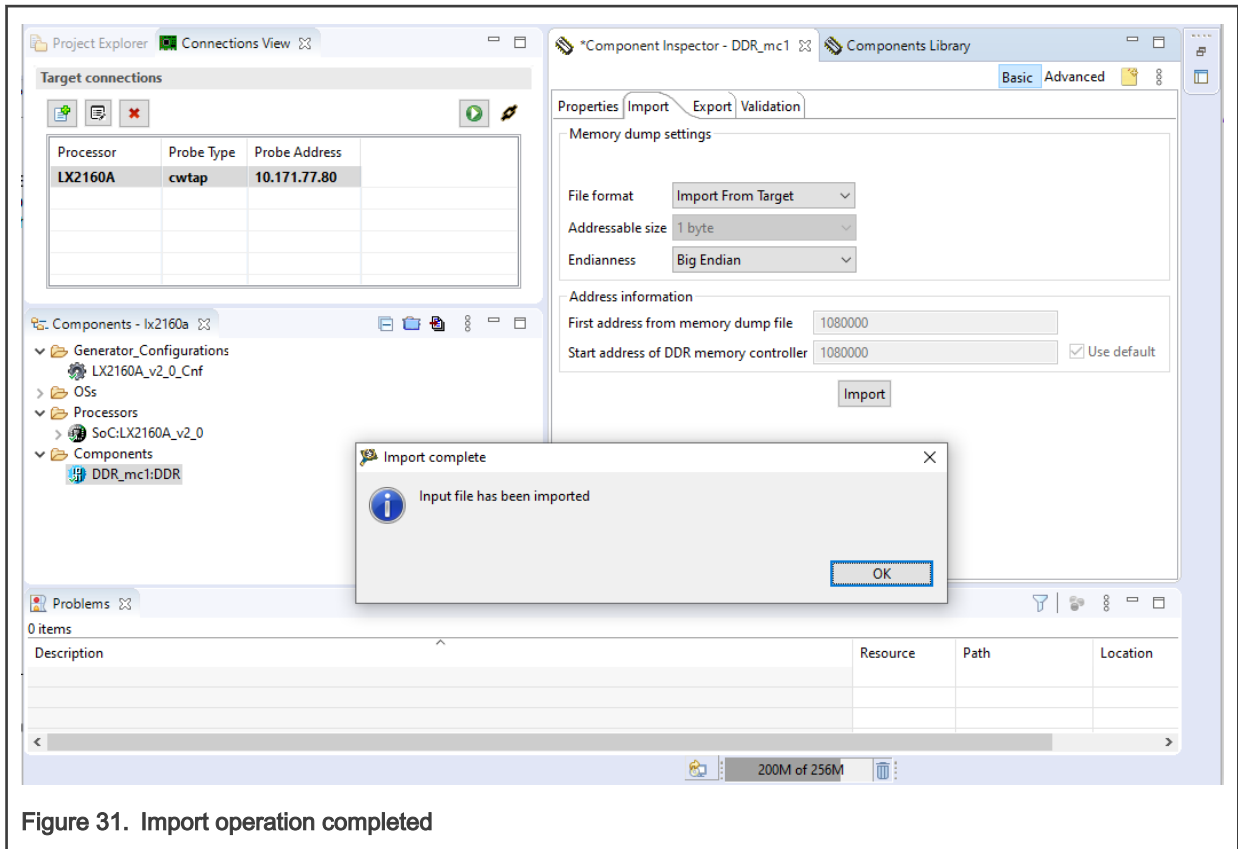 Project Explorer Connections View
Target connections
Processor Probe Type Probe Address
LX2160A cwtap 10.171.77.80
*Component Inspector - DDR_mc1 Components Library
Basic Advanced
Properties Import Export Validation
Memory dump settings
File format Import From Target
Addressable size 1 byte
Endianness Big Endian
Address information
First address from memory dump file 1080000
Start address of DDR memory controller 1080000 Use default
Import
Components - lx2160a
Generator_Configurations
LX2160A_v2_0_Cnf
OSs
Processors
SoC:LX2160A_v2_0
Components
DDR_mc1:DDR
Import complete
Input file has been imported
OK
Problems
0 items
Description Resource Path Location
200M of 256M
Figure 31. Import operation completed